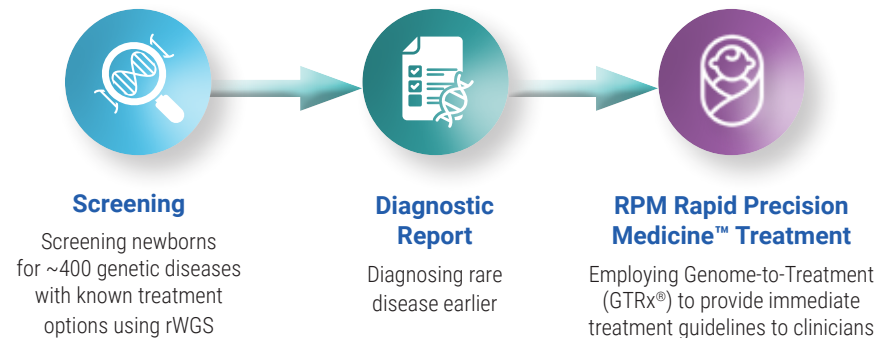 Screening
Screening newborns
for ~400 genetic diseases
with known treatment
options using rWGS
Diagnostic
Report
Diagnosing rare
disease earlier
RPM Rapid Precision
Medicine™ Treatment
Employing Genome-to-Treatment
(GTRx®) to provide immediate
treatment guidelines to clinicians